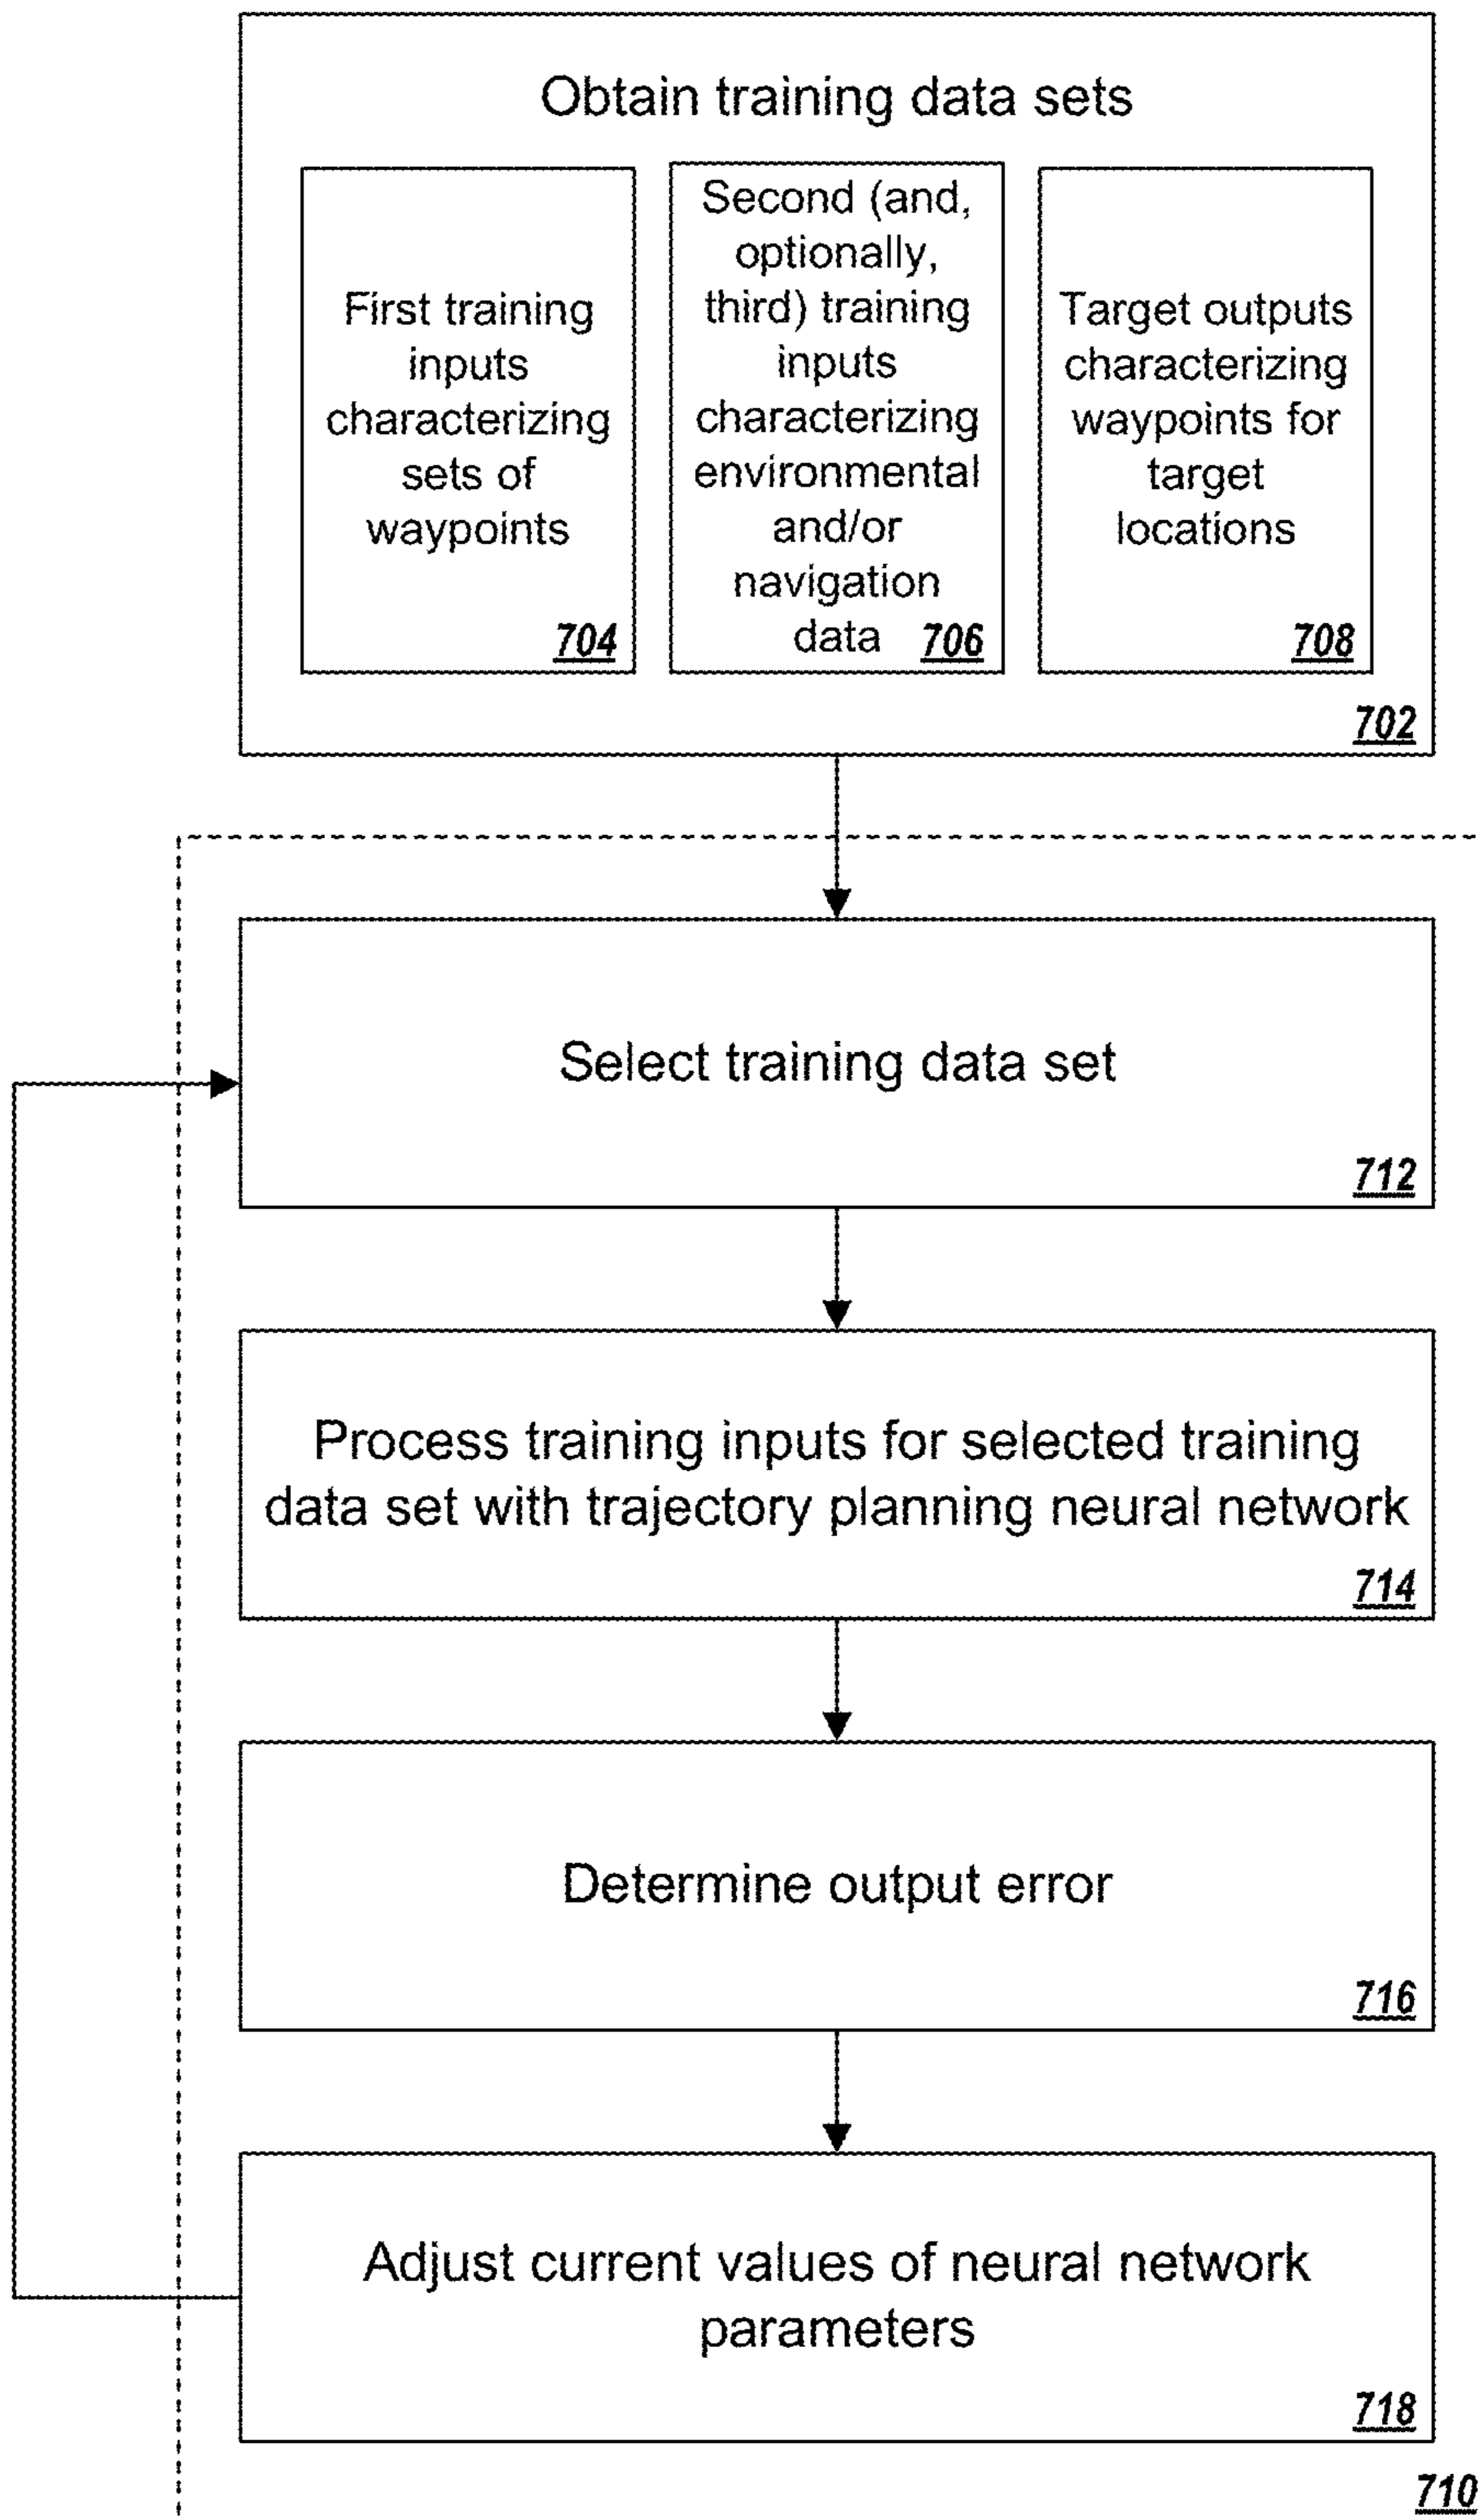 Obtain training data sets
First training
inputs
characterizing
sets of
waypoints
704
Second (and,
optionally,
third) training
inputs
characterizing
environmental
and/or
navigation
data
706
Target outputs
characterizing
waypoints for
target
locations
708
702
Select training data set
712
Process training inputs for selected training
data set with trajectory planning neural network
714
Determine output error
716
Adjust current values of neural network
parameters
718
710